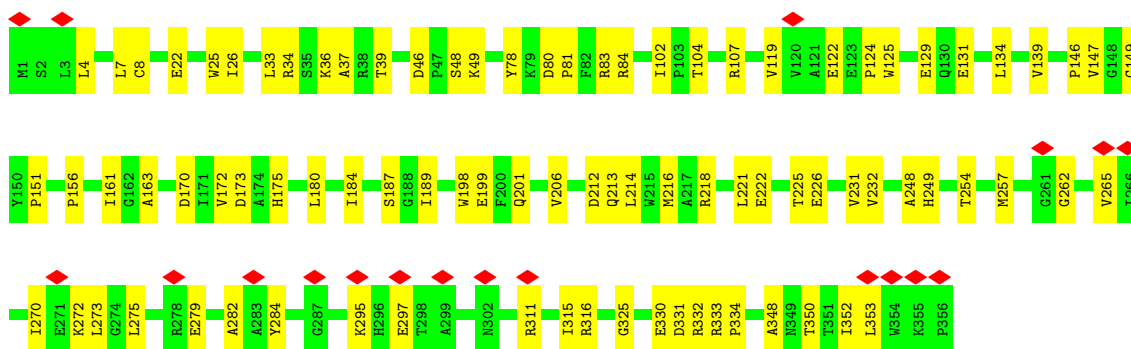 M1 S2 L3 L4 L7 C8 E22 W25 I26 L33 R34 S35 K36 A37 R38 T39 D46 P47 S48 K49 Y78 K79 D80 P81 F82 R83 R84 I102 P103 T104 R107 V119 V120 A121 E122 E123 P124 W125 E129 Q130 E131 L134 V139 P146 V147 G148 G149
Y150 P151 P156 I161 G162 A163 D170 I171 V172 D173 A174 H175 L180 I184 S187 G188 I189 W198 E199 F200 Q201 V206 D212 Q213 L214 W215 M216 A217 R218 L221 E222 T225 E226 V231 V232 A248 H249 T254 M257 G261 G262 V265 I266
I270 E271 K272 L273 G274 L275 R278 E279 A282 A283 Y284 G287 K295 H296 E297 T298 A299 N302 R311 I315 R316 G325 E330 D331 R332 R333 P334 A348 N349 T350 T351 I352 L353 W354 K355 P356